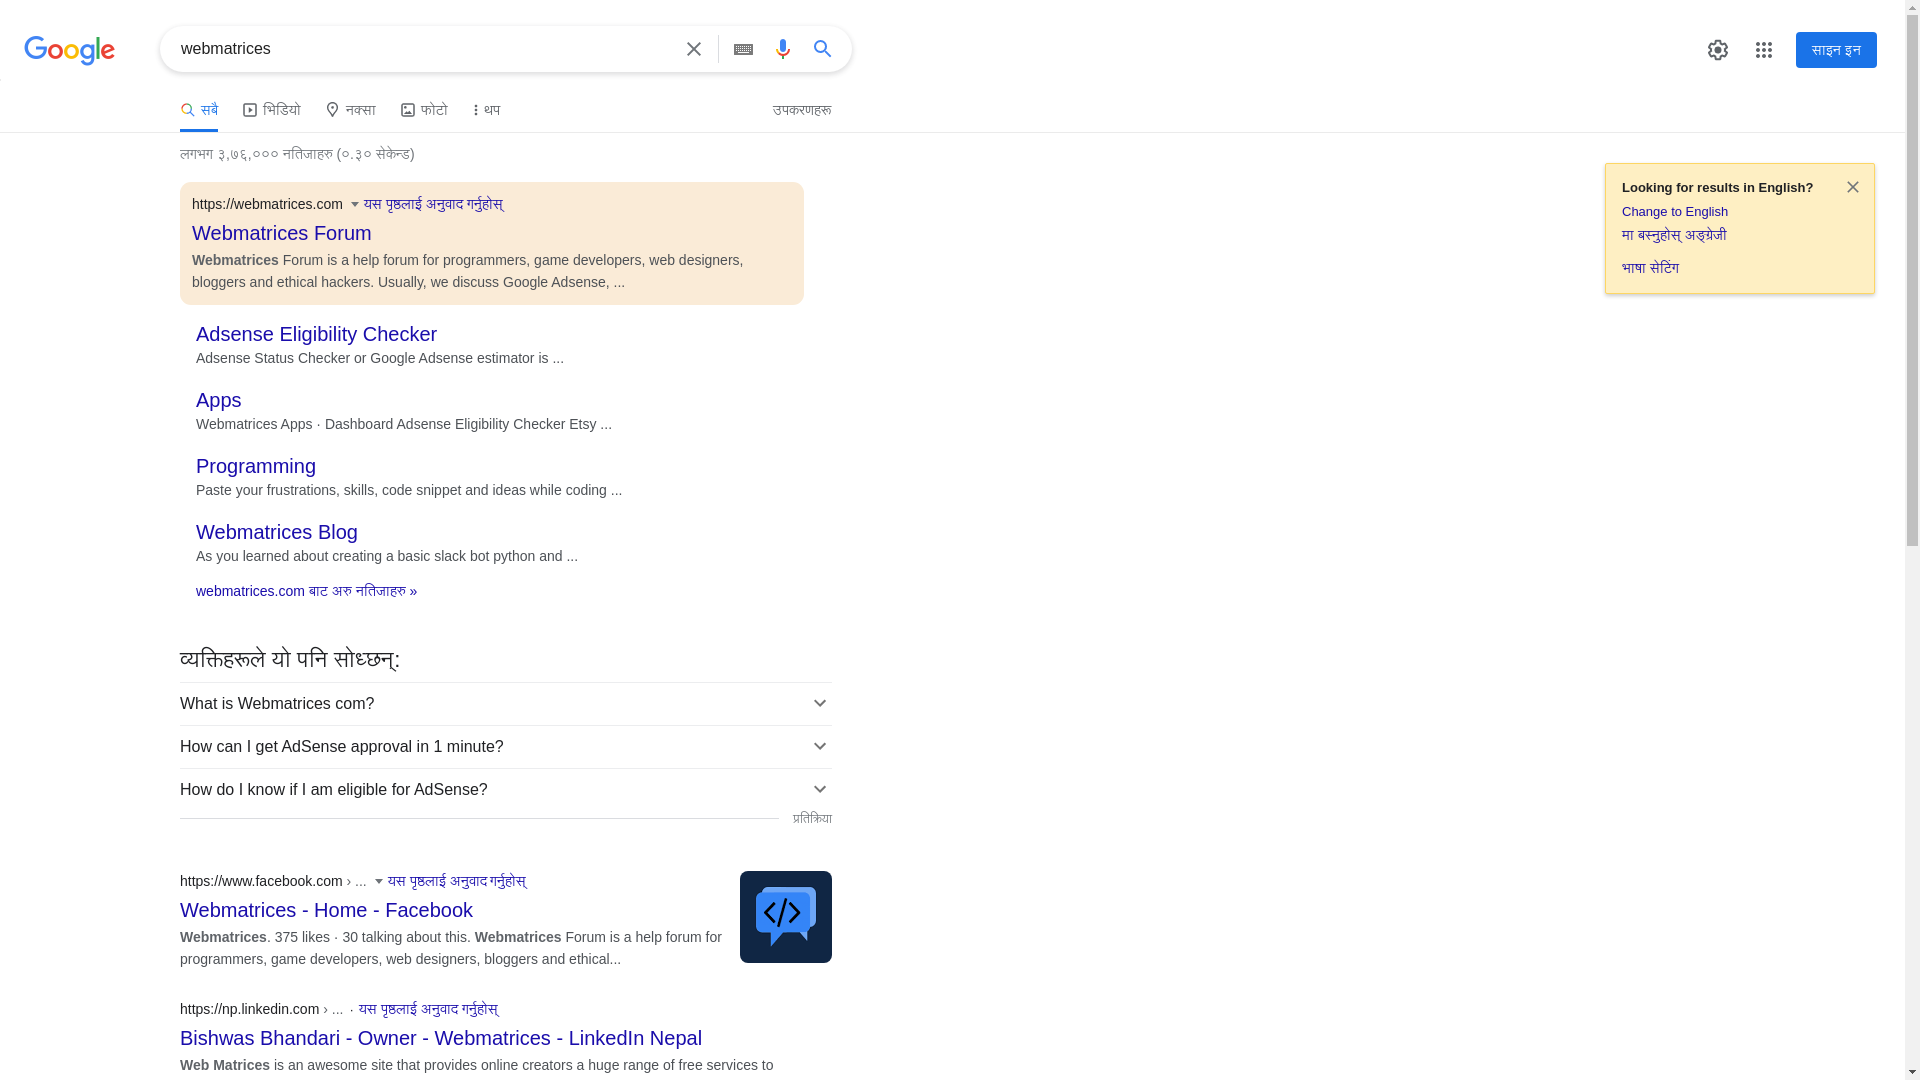 Google
webmatrices
साइन इन
सबै
भिडियो
नक्सा
फोटो
थप
उपकरणहरू
लगभग ३,७६,००० नतिजाहरु (०.३० सेकेन्ड)
Looking for results in English?
Change to English
मा बस्नुहोस् अङ्ग्रेजी
भाषा सेटिंग
https://webmatrices.com यस पृष्ठलाई अनुवाद गर्नुहोस्
Webmatrices Forum
Webmatrices Forum is a help forum for programmers, game developers, web designers,
bloggers and ethical hackers. Usually, we discuss Google Adsense, ...
Adsense Eligibility Checker
Adsense Status Checker or Google Adsense estimator is ...
Apps
Webmatrices Apps · Dashboard Adsense Eligibility Checker Etsy ...
Programming
Paste your frustrations, skills, code snippet and ideas while coding ...
Webmatrices Blog
As you learned about creating a basic slack bot python and ...
webmatrices.com बाट अरु नतिजाहरु »
व्यक्तिहरूले यो पनि सोध्छन्:
What is Webmatrices com?
How can I get AdSense approval in 1 minute?
How do I know if I am eligible for AdSense?
प्रतिक्रिया
https://www.facebook.com › ... यस पृष्ठलाई अनुवाद गर्नुहोस्
Webmatrices - Home - Facebook
Webmatrices. 375 likes · 30 talking about this. Webmatrices Forum is a help forum for
programmers, game developers, web designers, bloggers and ethical...
https://np.linkedin.com › ... · यस पृष्ठलाई अनुवाद गर्नुहोस्
Bishwas Bhandari - Owner - Webmatrices - LinkedIn Nepal
Web Matrices is an awesome site that provides online creators a huge range of free services to